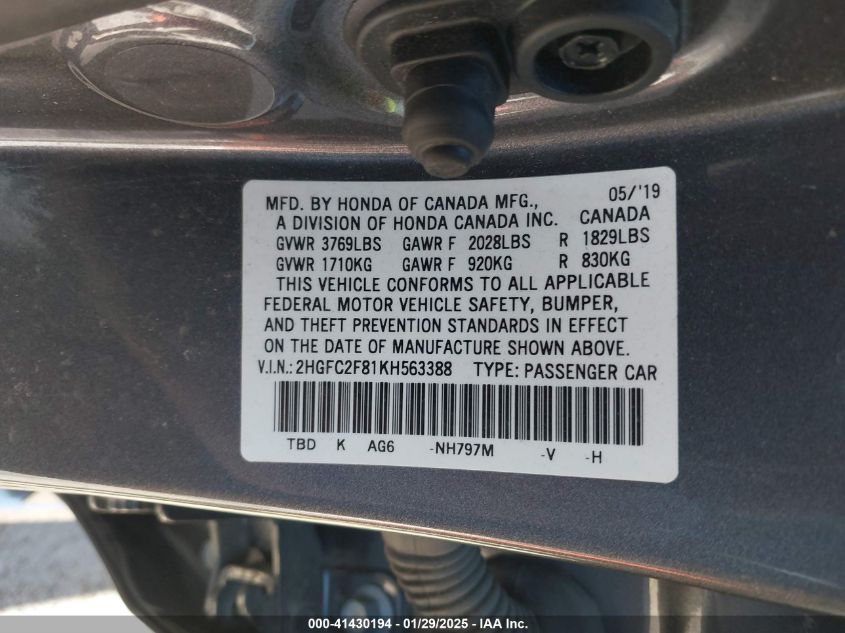 MFD. BY HONDA OF CANADA MFG., 05/'19
A DIVISION OF HONDA CANADA INC. CANADA
GVWR 3769LBS GAWR F 2028LBS R 1829LBS
GVWR 1710KG GAWR F 920KG R 830KG
THIS VEHICLE CONFORMS TO ALL APPLICABLE
FEDERAL MOTOR VEHICLE SAFETY, BUMPER,
AND THEFT PREVENTION STANDARDS IN EFFECT
ON THE DATE OF MANUFACTURE SHOWN ABOVE.
V.I.N.: 2HGFC2F81KH563388 TYPE: PASSENGER CAR
TBD K AG6 -NH797M -V -H
000-41430194 - 01/29/2025 - IAA Inc.